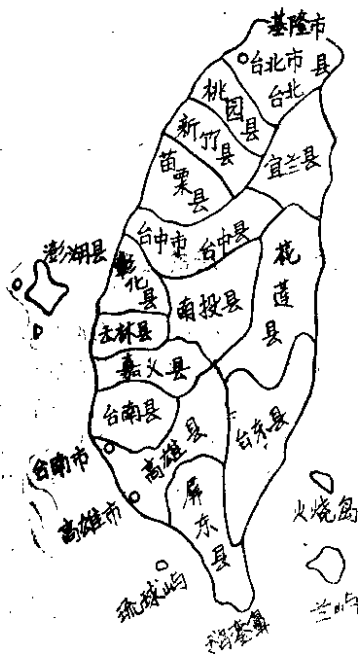 基隆市
台北市
台北县
桃园县
新竹县
宜兰县
苗栗县
台中市
台中县
花莲县
澎湖县
彰化县
南投县
云林县
嘉义县
台南县
台南市
高雄县
台东县
高雄市
屏东县
火烧岛
琉球屿
兰屿